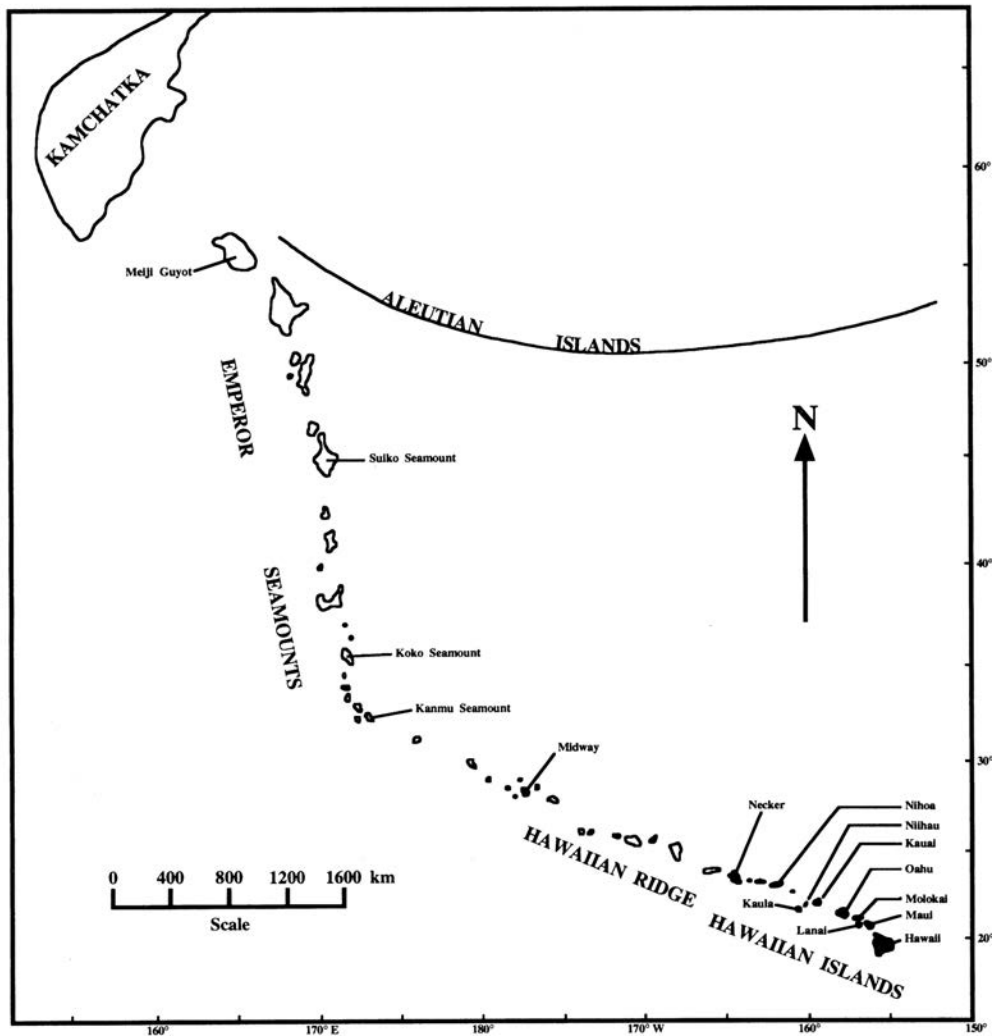 KAMCHATKA
60°
Meiji Guyot
ALEUTIAN ISLANDS
50°
EMPEROR SEAMOUNTS
N
Suiko Seamount
40°
Koko Seamount
Kanmu Seamount
30°
Midway
Necker
Nihoa
Niihau
Kauai
Oahu
Molokai
Maui
Hawaii
Kaula
Lanai
HAWAIIAN RIDGE
HAWAIIAN ISLANDS
20°
0 400 800 1200 1600 km
Scale
160° 170° E 180° 170° W 160° 150°